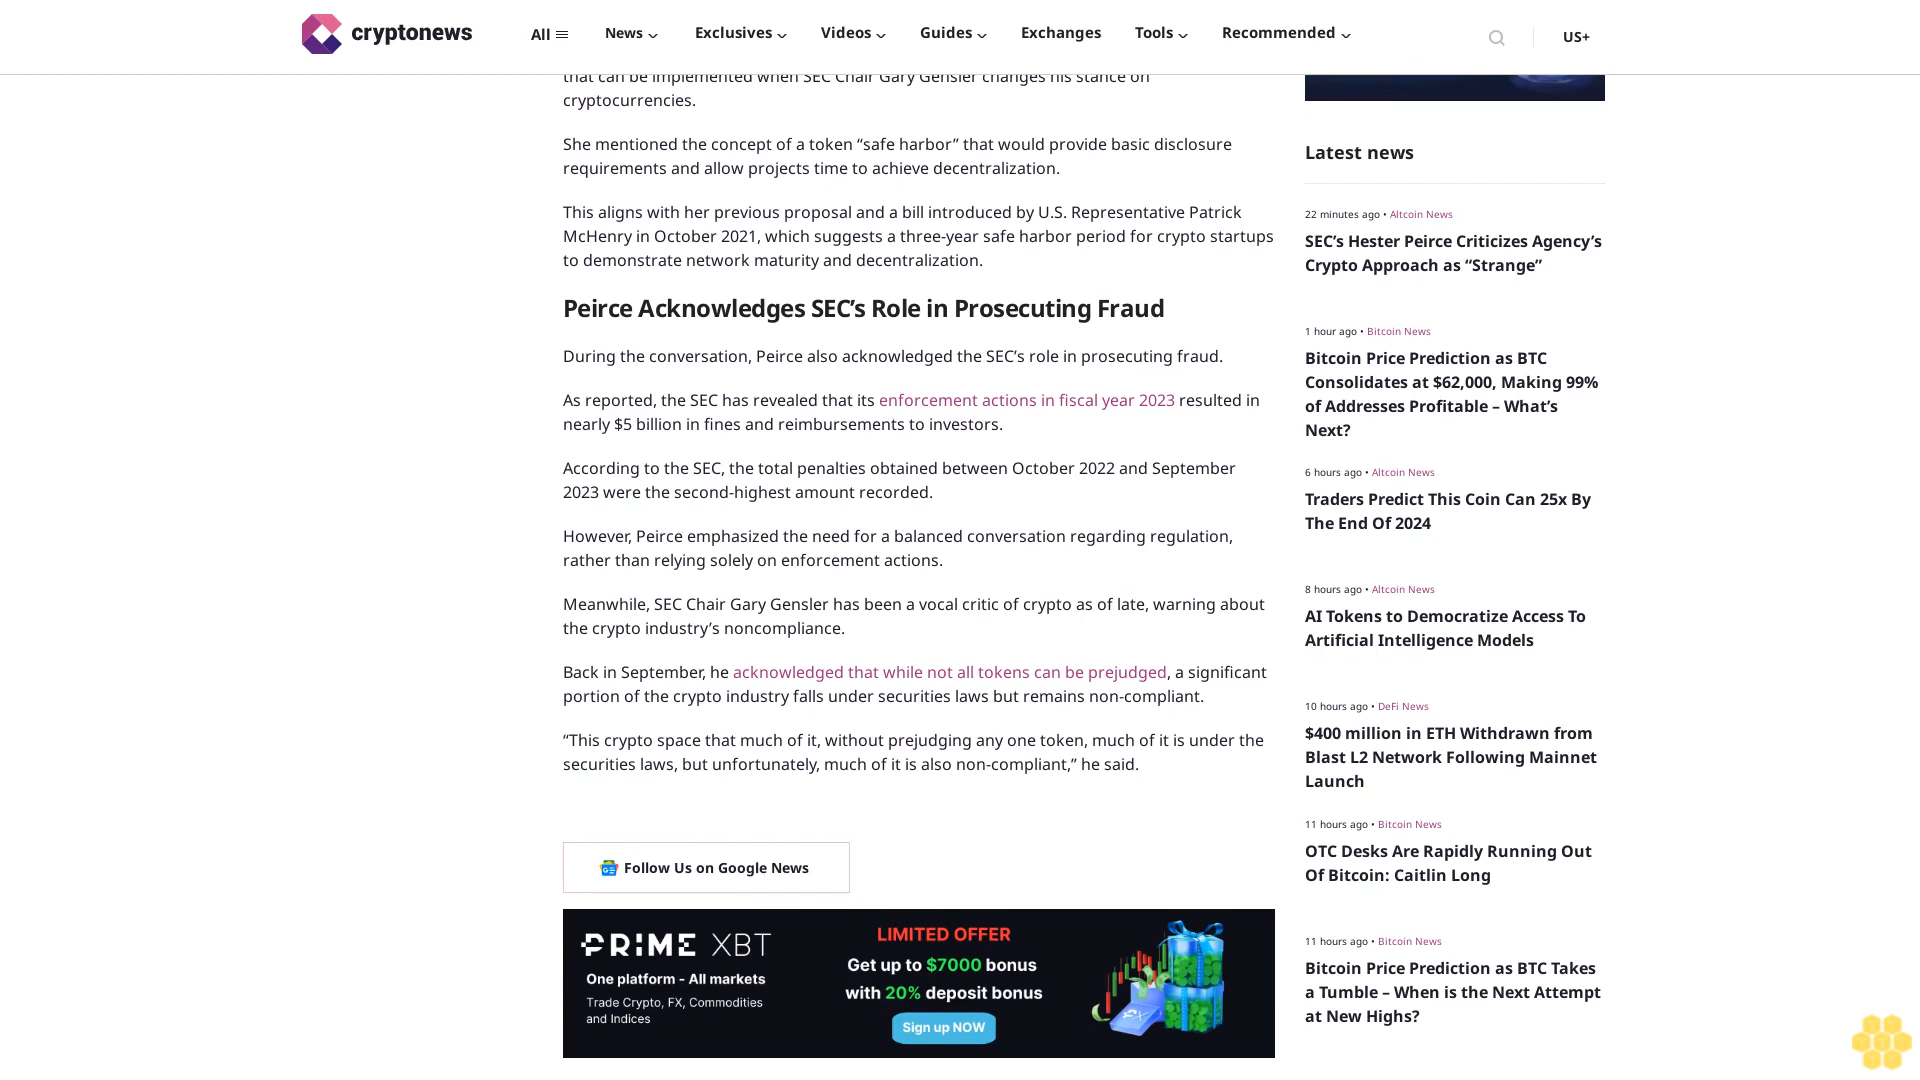 cryptonews
All
News
Exclusives
Videos
Guides
Exchanges
Tools
Recommended
US+
that can be implemented when SEC Chair Gary Gensler changes his stance on
cryptocurrencies.
She mentioned the concept of a token “safe harbor” that would provide basic disclosure
requirements and allow projects time to achieve decentralization.
This aligns with her previous proposal and a bill introduced by U.S. Representative Patrick
McHenry in October 2021, which suggests a three-year safe harbor period for crypto startups
to demonstrate network maturity and decentralization.
Peirce Acknowledges SEC’s Role in Prosecuting Fraud
During the conversation, Peirce also acknowledged the SEC’s role in prosecuting fraud.
As reported, the SEC has revealed that its enforcement actions in fiscal year 2023 resulted in
nearly $5 billion in fines and reimbursements to investors.
According to the SEC, the total penalties obtained between October 2022 and September
2023 were the second-highest amount recorded.
However, Peirce emphasized the need for a balanced conversation regarding regulation,
rather than relying solely on enforcement actions.
Meanwhile, SEC Chair Gary Gensler has been a vocal critic of crypto as of late, warning about
the crypto industry’s noncompliance.
Back in September, he acknowledged that while not all tokens can be prejudged, a significant
portion of the crypto industry falls under securities laws but remains non-compliant.
“This crypto space that much of it, without prejudging any one token, much of it is under the
securities laws, but unfortunately, much of it is also non-compliant,” he said.
Follow Us on Google News
PRIME XBT
One platform - All markets
Trade Crypto, FX, Commodities
and Indices
LIMITED OFFER
Get up to $7000 bonus
with 20% deposit bonus
Sign up NOW
Latest news
22 minutes ago • Altcoin News
SEC’s Hester Peirce Criticizes Agency’s
Crypto Approach as “Strange”
1 hour ago • Bitcoin News
Bitcoin Price Prediction as BTC
Consolidates at $62,000, Making 99%
of Addresses Profitable – What’s
Next?
6 hours ago • Altcoin News
Traders Predict This Coin Can 25x By
The End Of 2024
8 hours ago • Altcoin News
AI Tokens to Democratize Access To
Artificial Intelligence Models
10 hours ago • DeFi News
$400 million in ETH Withdrawn from
Blast L2 Network Following Mainnet
Launch
11 hours ago • Bitcoin News
OTC Desks Are Rapidly Running Out
Of Bitcoin: Caitlin Long
11 hours ago • Bitcoin News
Bitcoin Price Prediction as BTC Takes
a Tumble – When is the Next Attempt
at New Highs?